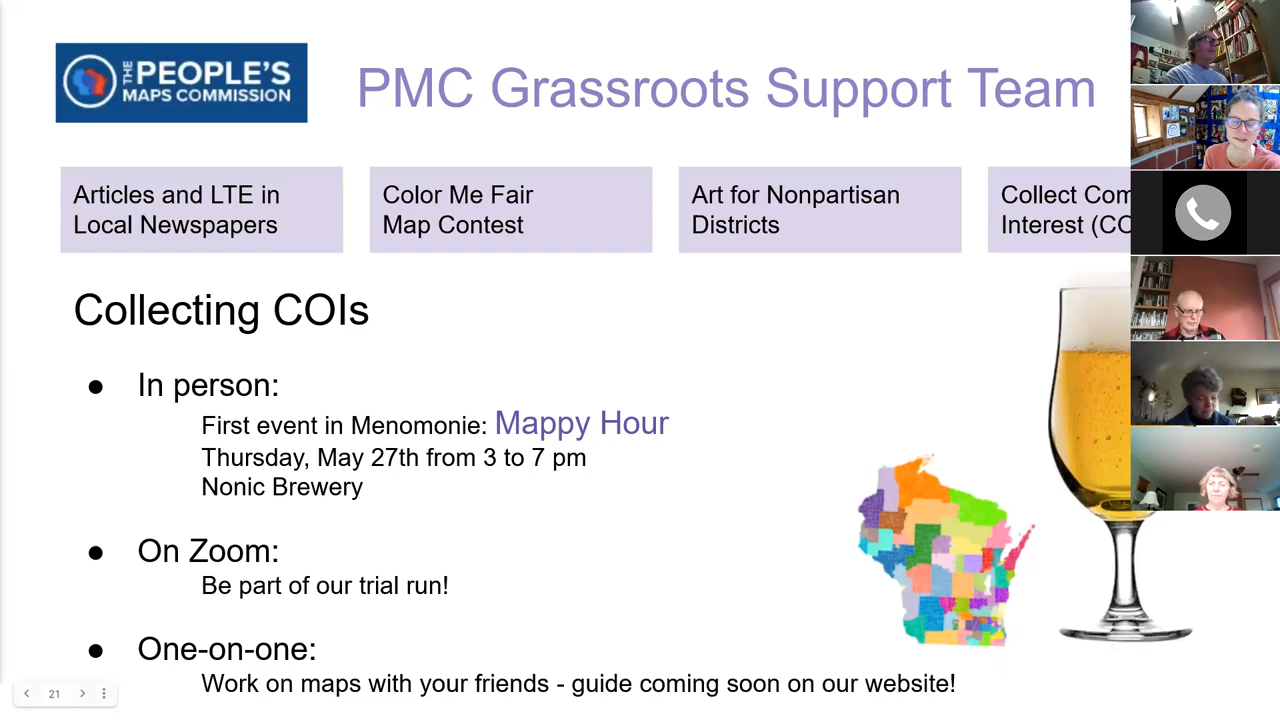 THE PEOPLE'S
MAPS COMMISSION
PMC Grassroots Support Team
Articles and LTE in
Local Newspapers
Color Me Fair
Map Contest
Art for Nonpartisan
Districts
Collect
Interest
Collecting COIs
● In person:
First event in Menomonie: Mappy Hour
Thursday, May 27th from 3 to 7 pm
Nonic Brewery
● On Zoom:
Be part of our trial run!
● One-on-one:
Work on maps with your friends - guide coming soon on our website!
21